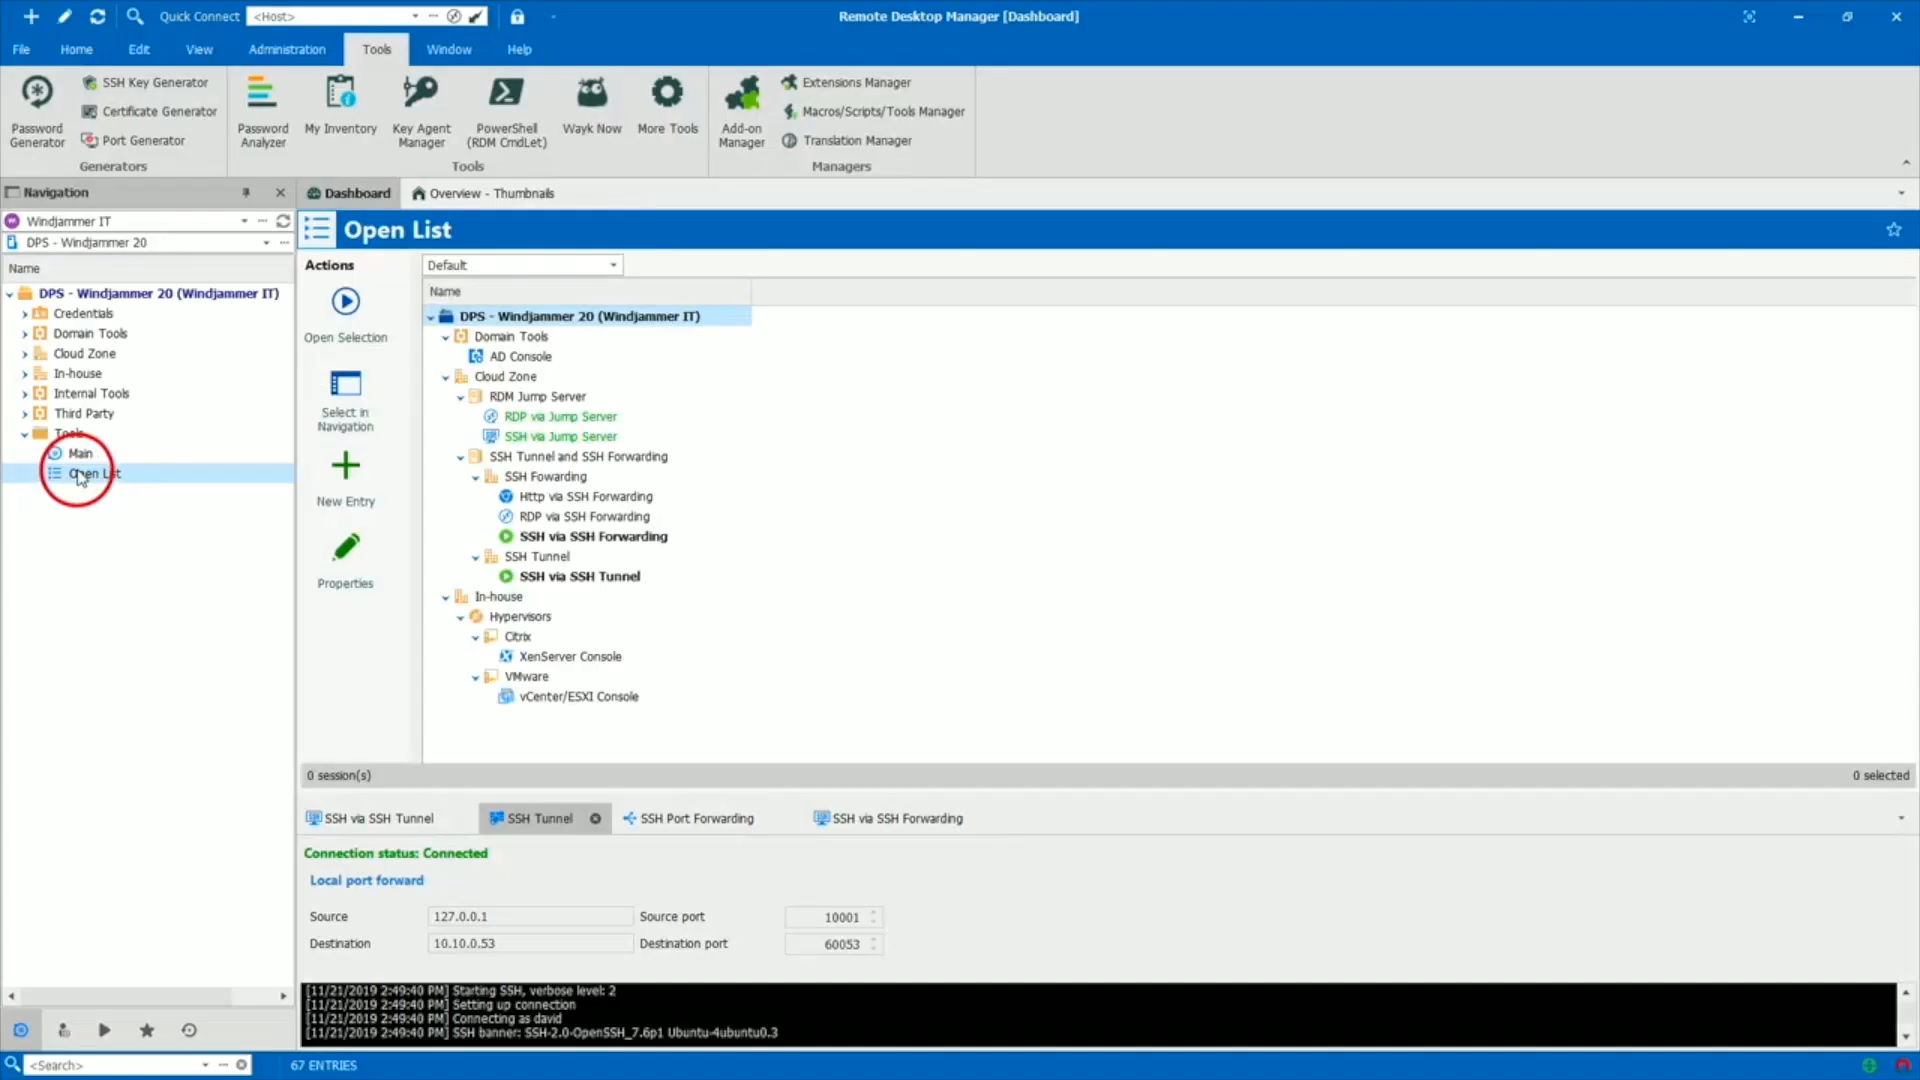 Quick Connect <Host>
Remote Desktop Manager [Dashboard]
File Home Edit View Administration Tools Window Help
Password Generator
SSH Key Generator
Certificate Generator
Port Generator
Generators
Password Analyzer
My Inventory
Key Agent Manager
PowerShell (RDM CmdLet)
Wayk Now
More Tools
Tools
Add-on Manager
Extensions Manager
Macros/Scripts/Tools Manager
Translation Manager
Managers
Navigation
Windjammer IT
DPS - Windjammer 20
Name
DPS - Windjammer 20 (Windjammer IT)
Credentials
Domain Tools
Cloud Zone
In-house
Internal Tools
Third Party
Tools
Main
Open List
Dashboard
Overview - Thumbnails
Open List
Actions
Open Selection
Select in Navigation
New Entry
Properties
Default
Name
DPS - Windjammer 20 (Windjammer IT)
Domain Tools
AD Console
Cloud Zone
RDM Jump Server
RDP via Jump Server
SSH via Jump Server
SSH Tunnel and SSH Forwarding
SSH Fowarding
Http via SSH Forwarding
RDP via SSH Forwarding
SSH via SSH Forwarding
SSH Tunnel
SSH via SSH Tunnel
In-house
Hypervisors
Citrix
XenServer Console
VMware
vCenter/ESXI Console
0 session(s)
0 selected
SSH via SSH Tunnel
SSH Tunnel
SSH Port Forwarding
SSH via SSH Forwarding
Connection status: Connected
Local port forward
Source 127.0.0.1 Source port 10001
Destination 10.10.0.53 Destination port 60053
[11/21/2019 2:49:40 PM] Starting SSH, verbose level: 2
[11/21/2019 2:49:40 PM] Setting up connection
[11/21/2019 2:49:40 PM] Connecting as david
[11/21/2019 2:49:40 PM] SSH banner: SSH-2.0-OpenSSH_7.6p1 Ubuntu-4ubuntu0.3
<Search>
67 ENTRIES